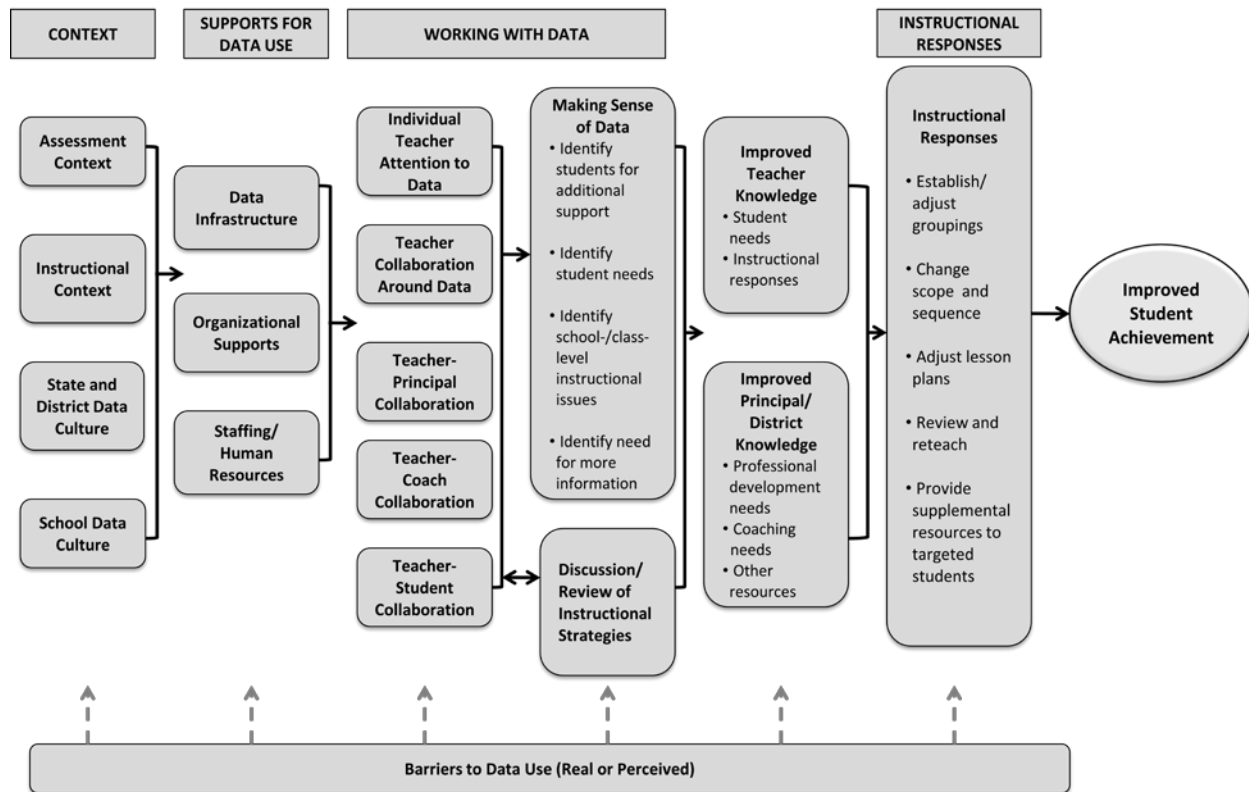 CONTEXT
SUPPORTS FOR
DATA USE
WORKING WITH DATA
INSTRUCTIONAL
RESPONSES
Assessment
Context
Instructional
Context
State and
District Data
Culture
School Data
Culture
Data
Infrastructure
Organizational
Supports
Staffing/
Human
Resources
Individual
Teacher
Attention to
Data
Teacher
Collaboration
Around Data
Teacher-
Principal
Collaboration
Teacher-
Coach
Collaboration
Teacher-
Student
Collaboration
Making Sense
of Data
• Identify
students for
additional
support
• Identify
student needs
• Identify
school-/class-
level
instructional
issues
• Identify need
for more
information
Discussion/
Review of
Instructional
Strategies
Improved
Teacher
Knowledge
• Student
needs
• Instructional
responses
Improved
Principal/
District
Knowledge
• Professional
development
needs
• Coaching
needs
• Other
resources
Instructional
Responses
• Establish/
adjust
groupings
• Change
scope and
sequence
• Adjust lesson
plans
• Review and
reteach
• Provide
supplemental
resources to
targeted
students
Improved
Student
Achievement
Barriers to Data Use (Real or Perceived)